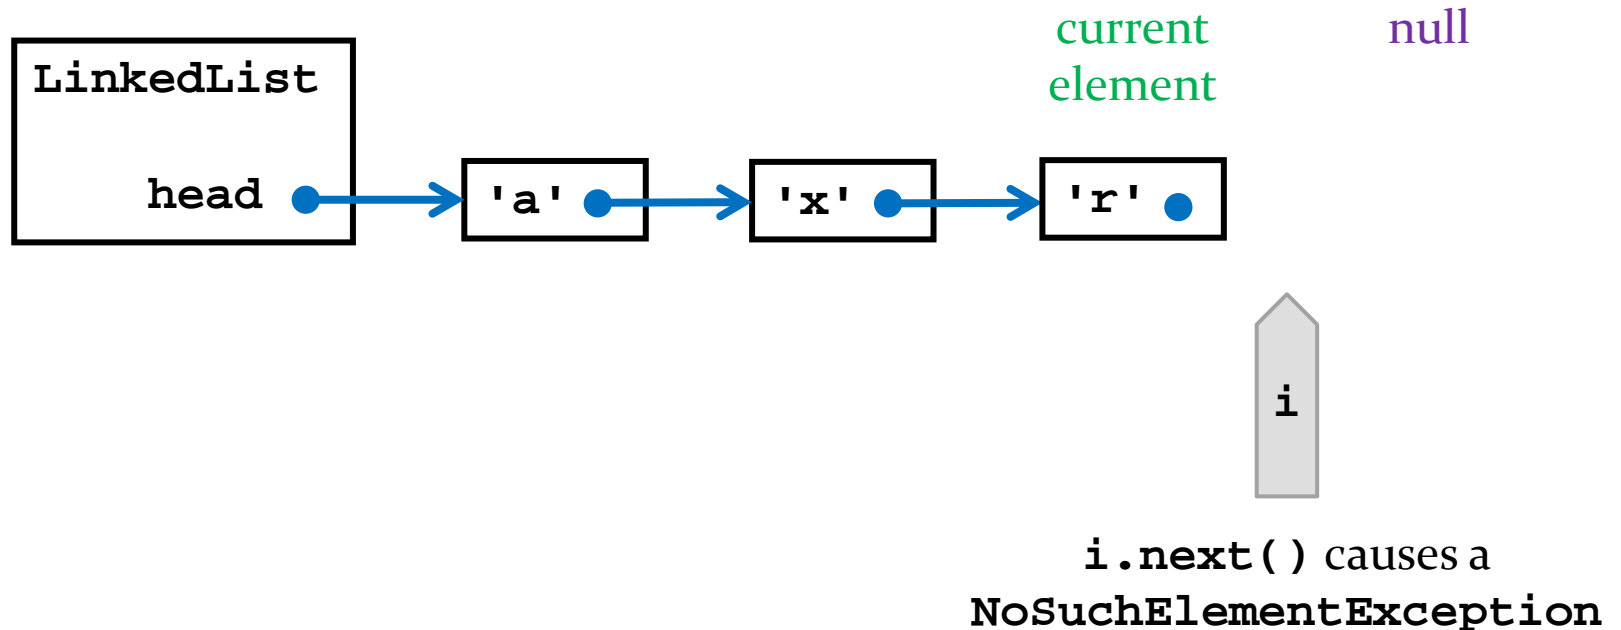 current
element
null
LinkedList
head
'a'
'x'
'r'
i
i.next() causes a
NoSuchElementException